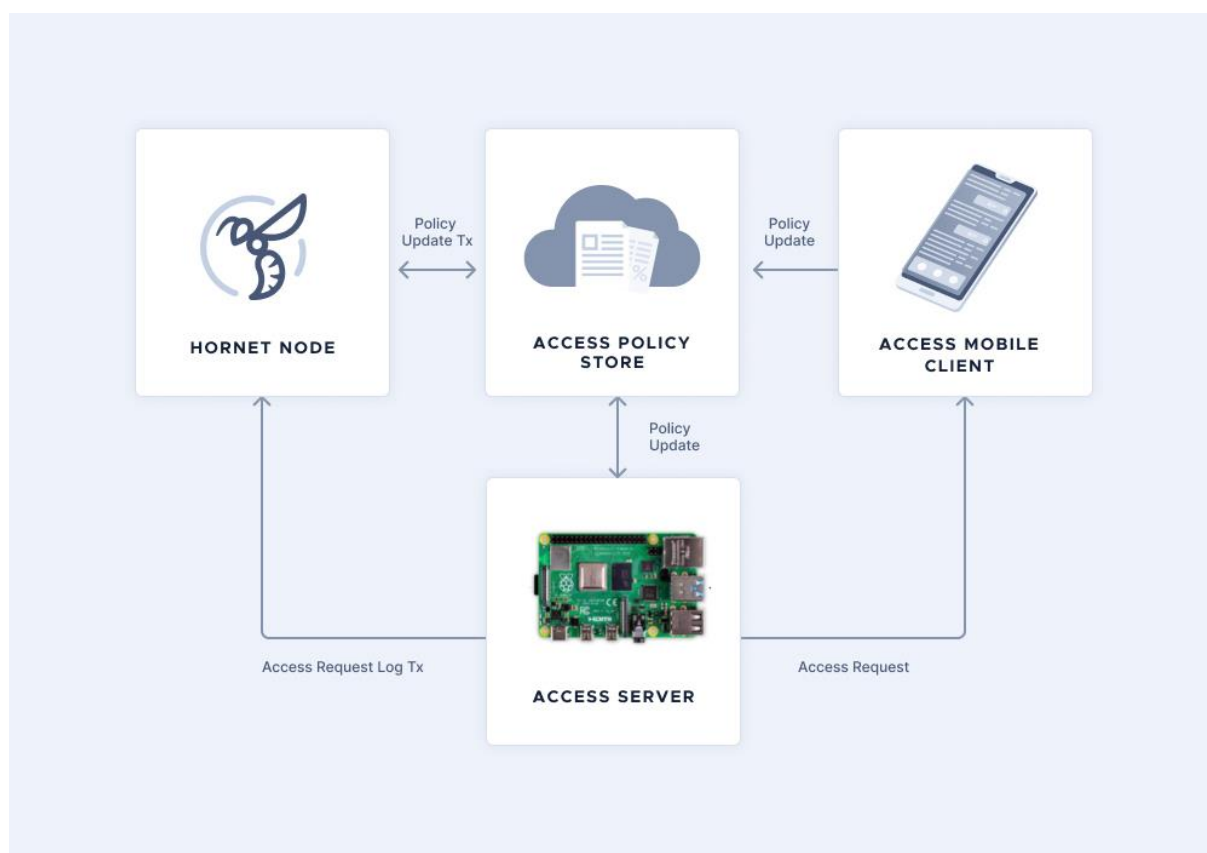 Policy
Update Tx
Policy
Update
HORNET NODE
ACCESS POLICY
STORE
ACCESS MOBILE
CLIENT
Policy
Update
Access Request Log Tx
Access Request
ACCESS SERVER